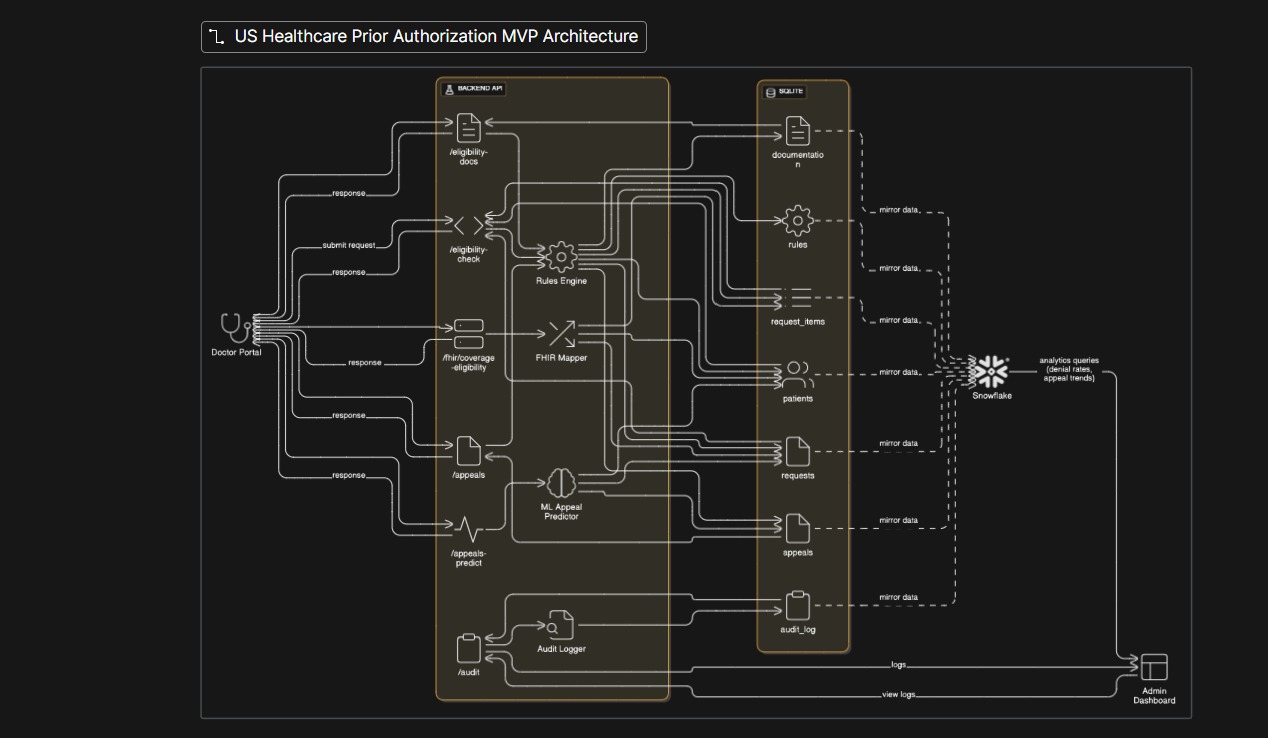 US Healthcare Prior Authorization MVP Architecture
BACKEND API
SQLITE
/eligibility-
docs
documentatio
n
response
mirror data
submit request
/eligibility-
check
rules
response
Rules Engine
mirror data
request_items
mirror data
Doctor Portal
response
/fhir/coverage
-eligibility
FHIR Mapper
patients
mirror data
Snowflake
analytics queries
(denial rates,
appeal trends)
response
/appeals
requests
mirror data
response
ML Appeal
Predictor
appeals
mirror data
/appeals-
predict
audit_log
mirror data
Audit Logger
/audit
logs
view logs
Admin
Dashboard